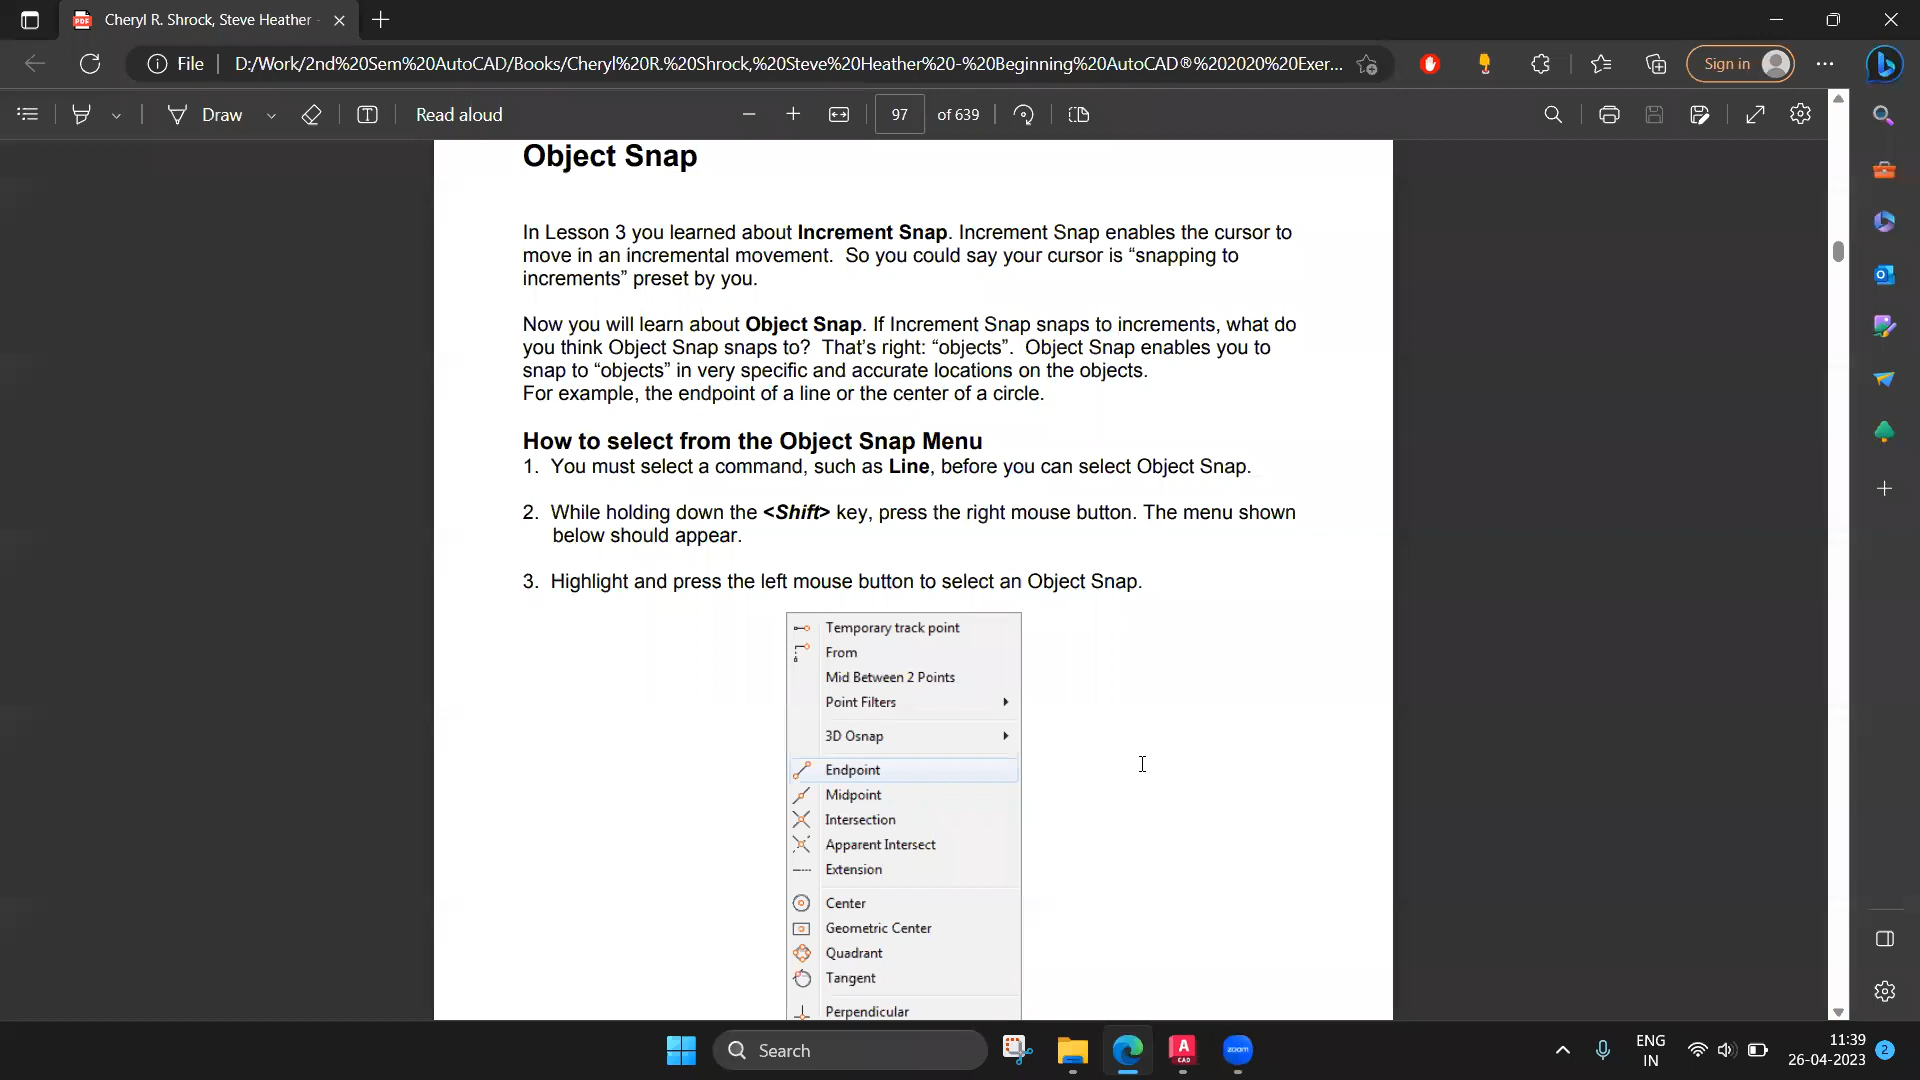 Cheryl R. Shrock, Steve Heather -
File
D:/Work/2nd%20Sem%20AutoCAD/Books/Cheryl%20R.%20Shrock,%20Steve%20Heather%20-%20Beginning%20AutoCAD®%202020%20Exer...
Sign in
Draw
Read aloud
97
of 639
Object Snap
In Lesson 3 you learned about Increment Snap. Increment Snap enables the cursor to
move in an incremental movement. So you could say your cursor is “snapping to
increments” preset by you.
Now you will learn about Object Snap. If Increment Snap snaps to increments, what do
you think Object Snap snaps to? That’s right: “objects”. Object Snap enables you to
snap to “objects” in very specific and accurate locations on the objects.
For example, the endpoint of a line or the center of a circle.
How to select from the Object Snap Menu
1. You must select a command, such as Line, before you can select Object Snap.
2. While holding down the <Shift> key, press the right mouse button. The menu shown
below should appear.
3. Highlight and press the left mouse button to select an Object Snap.
Temporary track point
From
Mid Between 2 Points
Point Filters
3D Osnap
Endpoint
Midpoint
Intersection
Apparent Intersect
Extension
Center
Geometric Center
Quadrant
Tangent
Perpendicular
Search
A
CAD
zoom
ENG
IN
11:39
26-04-2023
2